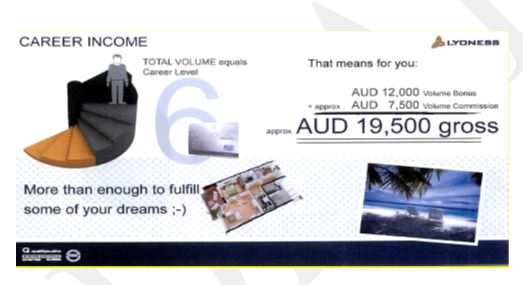 CAREER INCOME
LYONESS
TOTAL VOLUME equals
Career Level
6
That means for you:
AUD 12,000 Volume Bonus
+ approx. AUD 7,500 Volume Commission
approx. AUD 19,500 gross
More than enough to fulfill
some of your dreams ;-)